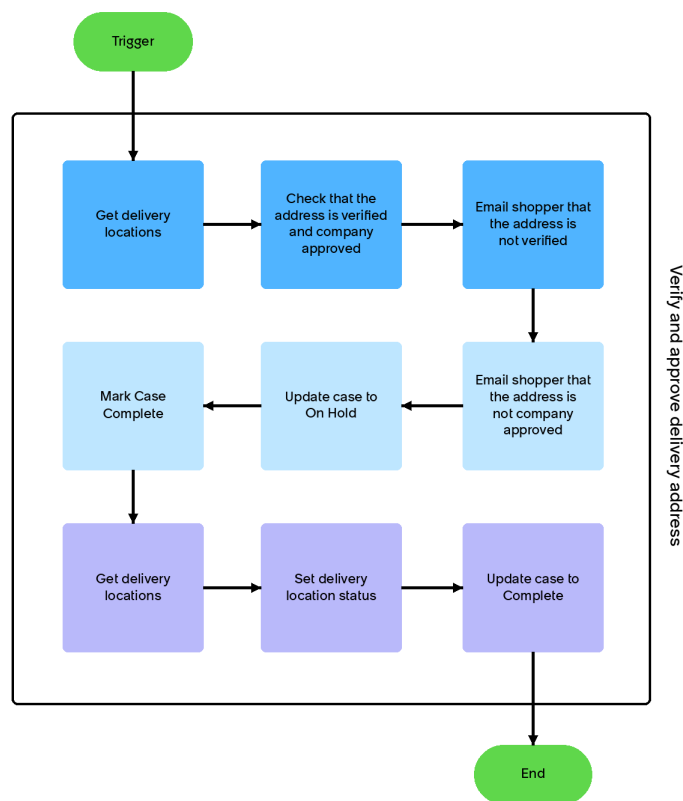 Trigger
Get delivery
locations
Check that the
address is verified
and company
approved
Email shopper that
the address is
not verified
Mark Case
Complete
Update case to
On Hold
Email shopper that
the address is
not company
approved
Get delivery
locations
Set delivery
location status
Update case to
Complete
End
Verify and approve delivery address